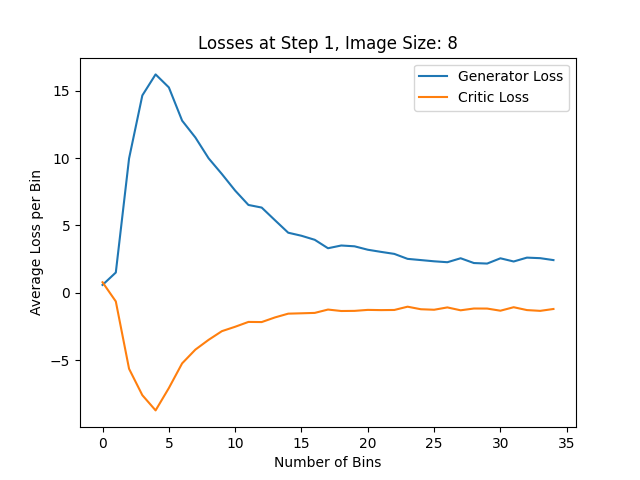 Losses at Step 1, Image Size: 8
Generator Loss
Critic Loss
Average Loss per Bin
15
10
5
0
−5
0 5 10 15 20 25 30 35
Number of Bins